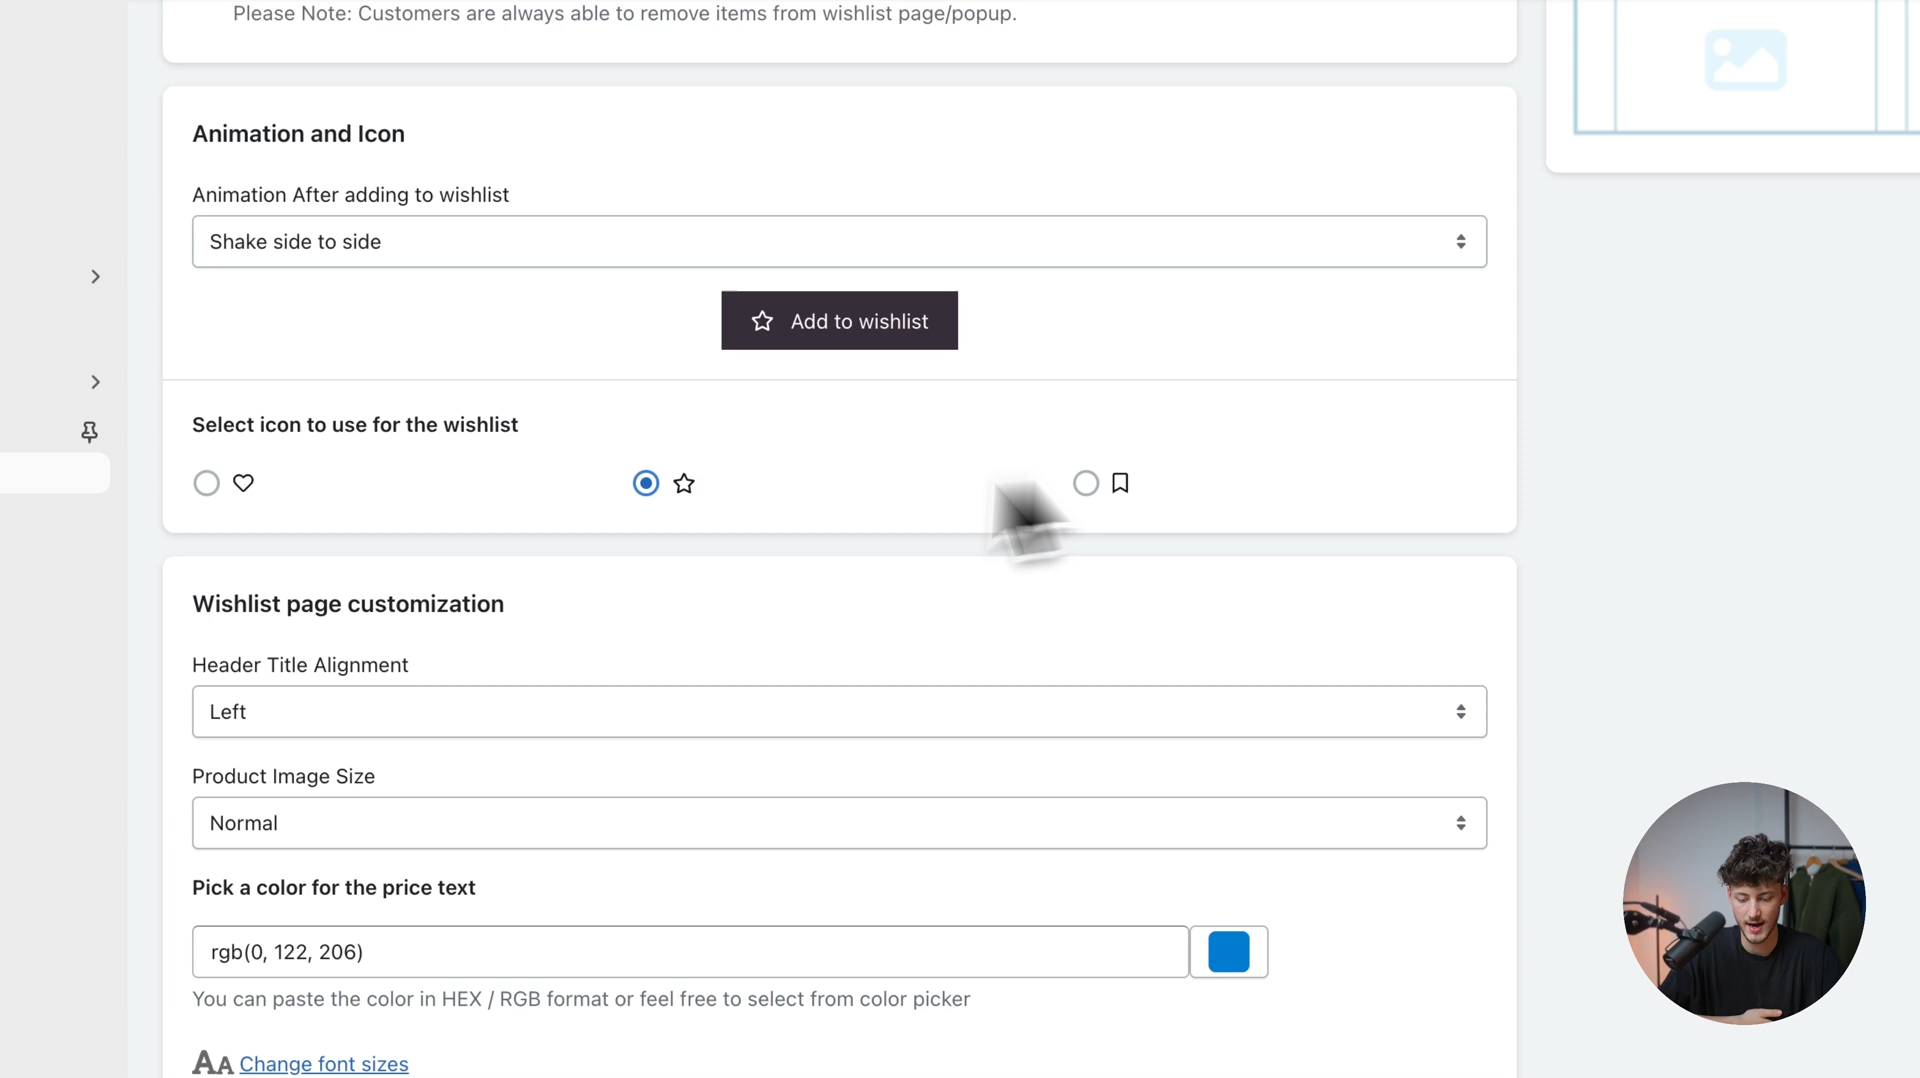 Please Note: Customers are always able to remove items from wishlist page/popup.
Animation and Icon
Animation After adding to wishlist
Shake side to side
Add to wishlist
Select icon to use for the wishlist
Wishlist page customization
Header Title Alignment
Left
Product Image Size
Normal
Pick a color for the price text
rgb(0, 122, 206)
You can paste the color in HEX / RGB format or feel free to select from color picker
AA Change font sizes